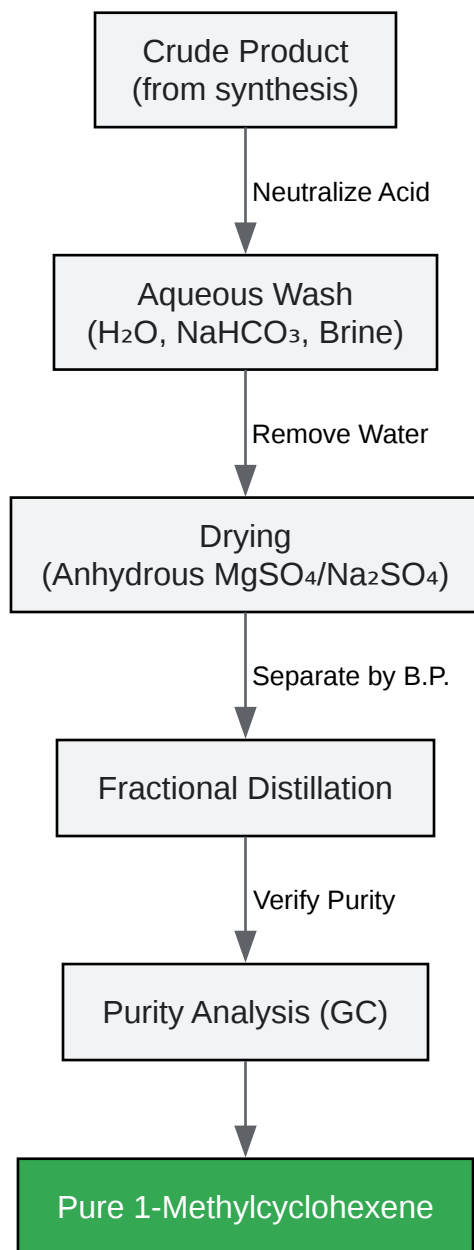 Crude Product
(from synthesis)
Neutralize Acid
Aqueous Wash
(H₂O, NaHCO₃, Brine)
Remove Water
Drying
(Anhydrous MgSO₄/Na₂SO₄)
Separate by B.P.
Fractional Distillation
Verify Purity
Purity Analysis (GC)
Pure 1-Methylcyclohexene